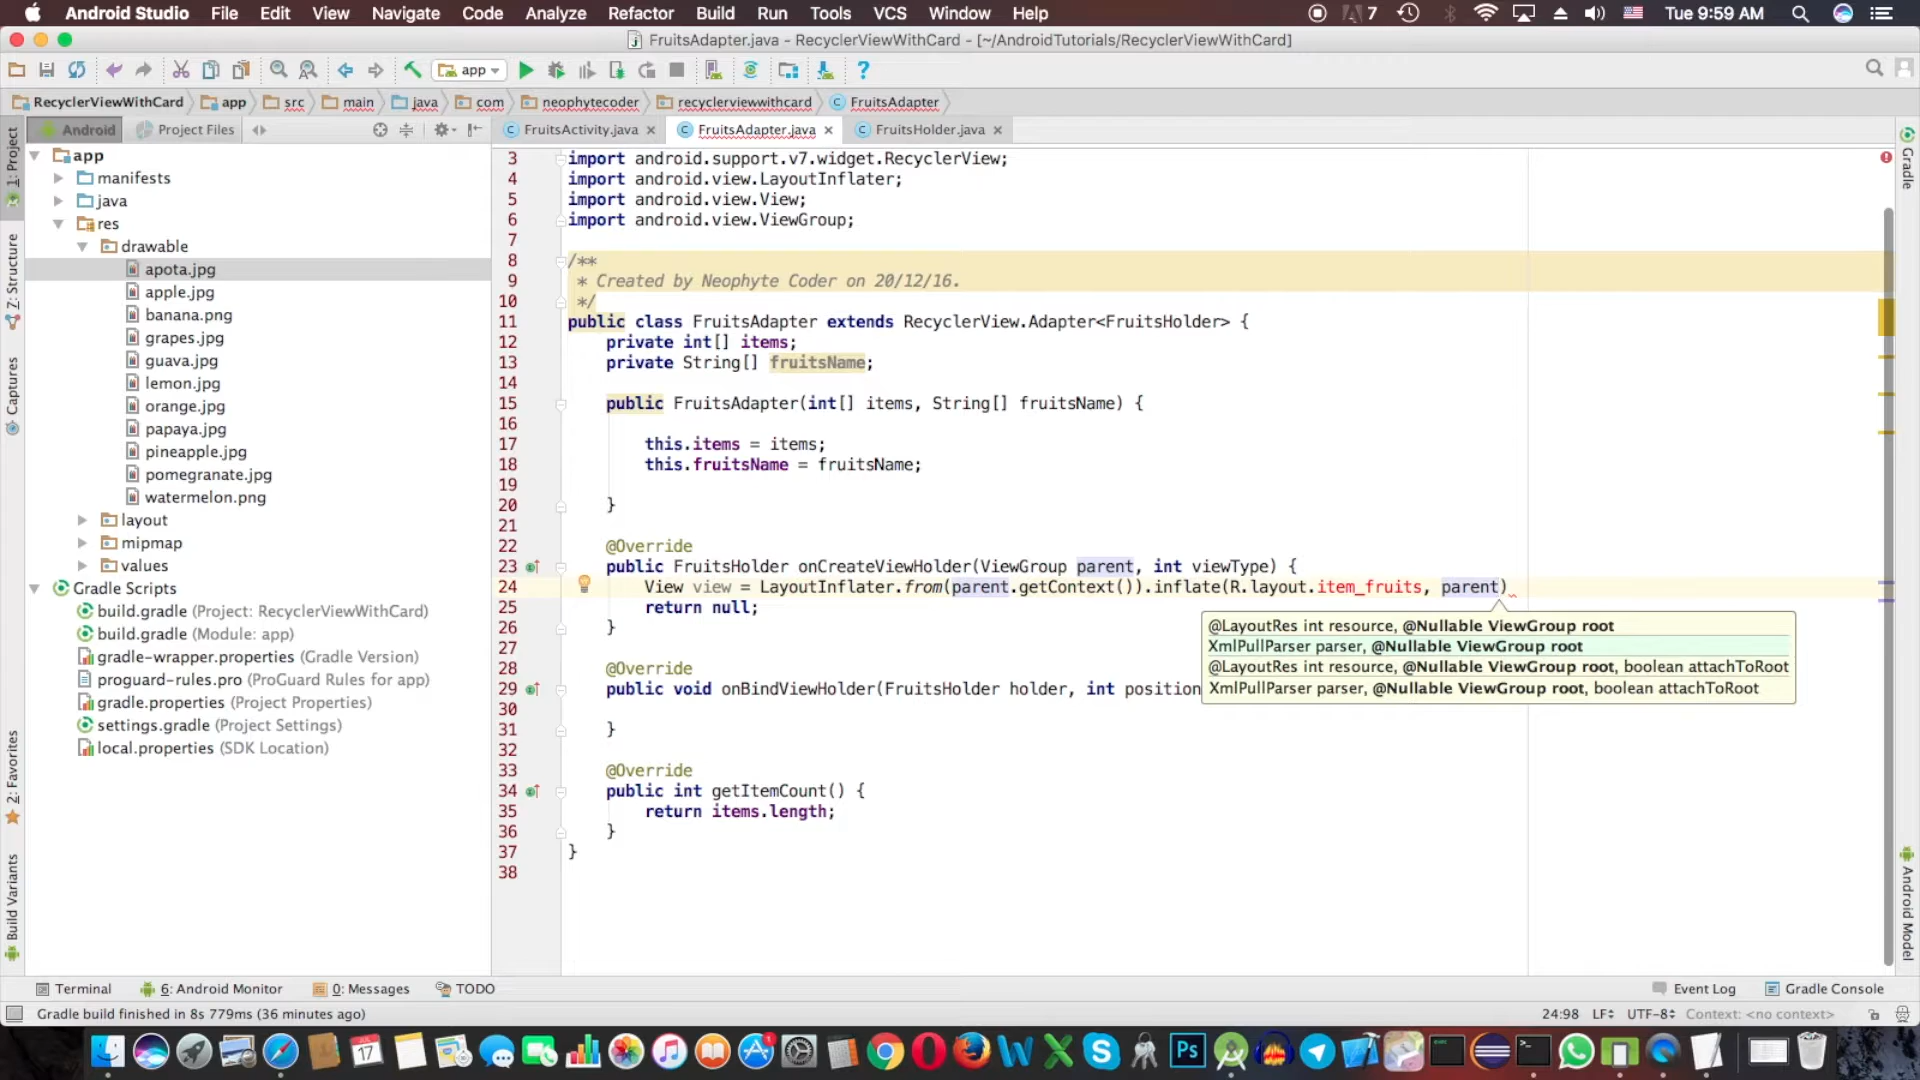 Android Studio File Edit View Navigate Code Analyze Refactor Build Run Tools VCS Window Help 7 Tue 9:59 AM
FruitsAdapter.java - RecyclerViewWithCard - [~/AndroidTutorials/RecyclerViewWithCard]
app
RecyclerViewWithCard app src main java com neophytecoder recyclerviewwithcard FruitsAdapter
Android Project Files FruitsActivity.java FruitsAdapter.java FruitsHolder.java
1: Project
Z: Structure
Captures
2: Favorites
Build Variants
app
manifests
java
res
drawable
apota.jpg
apple.jpg
banana.png
grapes.jpg
guava.jpg
lemon.jpg
orange.jpg
papaya.jpg
pineapple.jpg
pomegranate.jpg
watermelon.png
layout
mipmap
values
Gradle Scripts
build.gradle (Project: RecyclerViewWithCard)
build.gradle (Module: app)
gradle-wrapper.properties (Gradle Version)
proguard-rules.pro (ProGuard Rules for app)
gradle.properties (Project Properties)
settings.gradle (Project Settings)
local.properties (SDK Location)
3 import android.support.v7.widget.RecyclerView;
4 import android.view.LayoutInflater;
5 import android.view.View;
6 import android.view.ViewGroup;
7
8 /**
9 * Created by Neophyte Coder on 20/12/16.
10 */
11 public class FruitsAdapter extends RecyclerView.Adapter<FruitsHolder> {
12 private int[] items;
13 private String[] fruitsName;
14
15 public FruitsAdapter(int[] items, String[] fruitsName) {
16
17 this.items = items;
18 this.fruitsName = fruitsName;
19
20 }
21
22 @Override
23 public FruitsHolder onCreateViewHolder(ViewGroup parent, int viewType) {
24 View view = LayoutInflater.from(parent.getContext()).inflate(R.layout.item_fruits, parent)
25 return null;
26 }
27
28 @Override
29 public void onBindViewHolder(FruitsHolder holder, int position
30
31 }
32
33 @Override
34 public int getItemCount() {
35 return items.length;
36 }
37 }
38
@LayoutRes int resource, @Nullable ViewGroup root
XmlPullParser parser, @Nullable ViewGroup root
@LayoutRes int resource, @Nullable ViewGroup root, boolean attachToRoot
XmlPullParser parser, @Nullable ViewGroup root, boolean attachToRoot
Gradle
Android Model
Terminal 6: Android Monitor 0: Messages TODO Event Log Gradle Console
Gradle build finished in 8s 779ms (36 minutes ago) 24:98 LF UTF-8 Context: <no context>
17
Ps